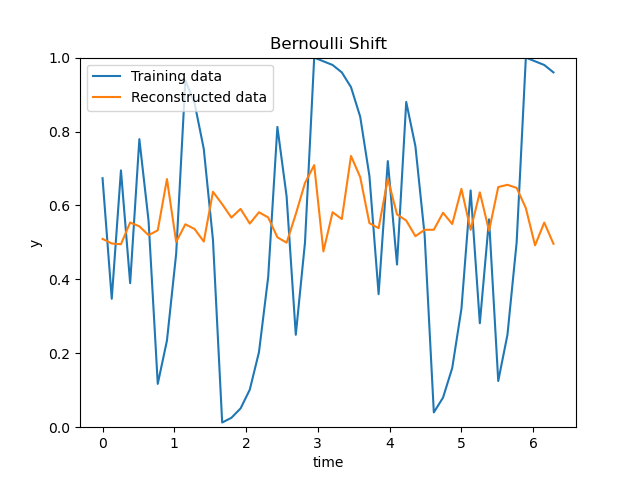 Bernoulli Shift
Training data
Reconstructed data
1.0
0.8
0.6
0.4
0.2
0.0
y
0 1 2 3 4 5 6
time